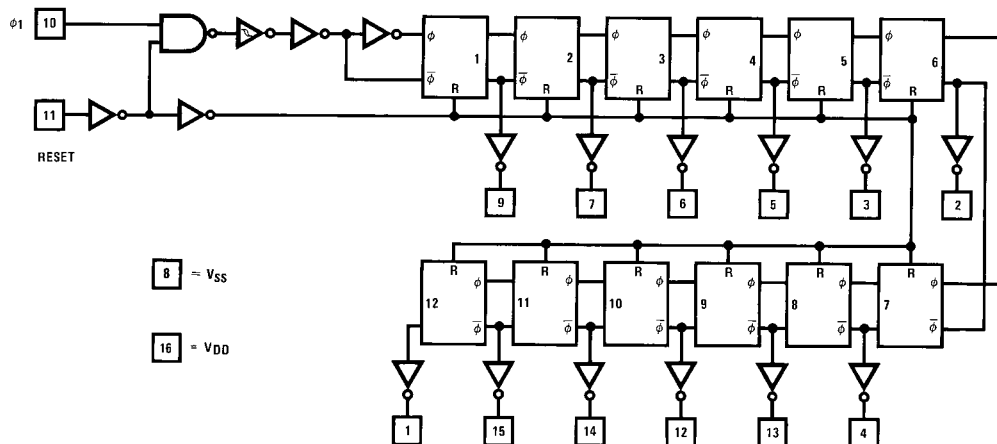 ϕ1 10
ϕ ϕ ϕ ϕ ϕ ϕ
1 2 3 4 5 6
ϕ̅ ϕ̅ ϕ̅ ϕ̅ ϕ̅ ϕ̅
R R R R R R
11
RESET
9 7 6 5 3 2
8 = VSS
R R R R R R
ϕ ϕ ϕ ϕ ϕ ϕ
12 11 10 9 8 7
ϕ̅ ϕ̅ ϕ̅ ϕ̅ ϕ̅ ϕ̅
16 = VDD
1 15 14 12 13 4